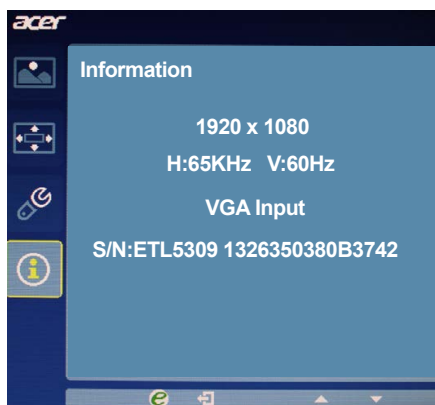 acer
Information
1920 x 1080
H:65KHz V:60Hz
VGA Input
S/N:ETL5309 1326350380B3742
e